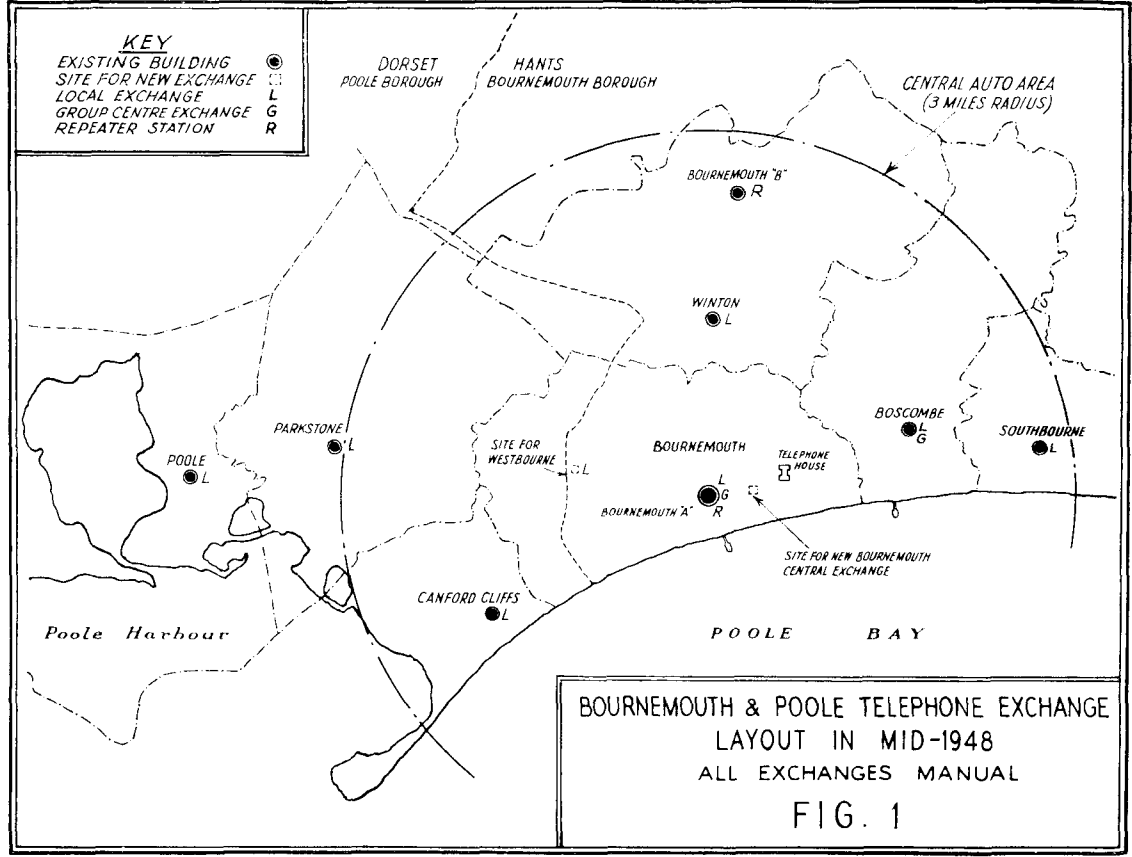 KEY
EXISTING BUILDING
SITE FOR NEW EXCHANGE
LOCAL EXCHANGE L
GROUP CENTRE EXCHANGE G
REPEATER STATION R
DORSET
POOLE BOROUGH
HANTS
BOURNEMOUTH BOROUGH
CENTRAL AUTO AREA
(3 MILES RADIUS)
BOURNEMOUTH "B"
R
WINTON
L
PARKSTONE
L
POOLE
L
SITE FOR
WESTBOURNE
L
BOURNEMOUTH
TELEPHONE
HOUSE
BOSCOMBE
L
G
SOUTHBOURNE
L
L
G
BOURNEMOUTH "A"
R
SITE FOR NEW BOURNEMOUTH
CENTRAL EXCHANGE
CANFORD CLIFFS
L
Poole Harbour
POOLE BAY
BOURNEMOUTH & POOLE TELEPHONE EXCHANGE
LAYOUT IN MID-1948
ALL EXCHANGES MANUAL
FIG. 1